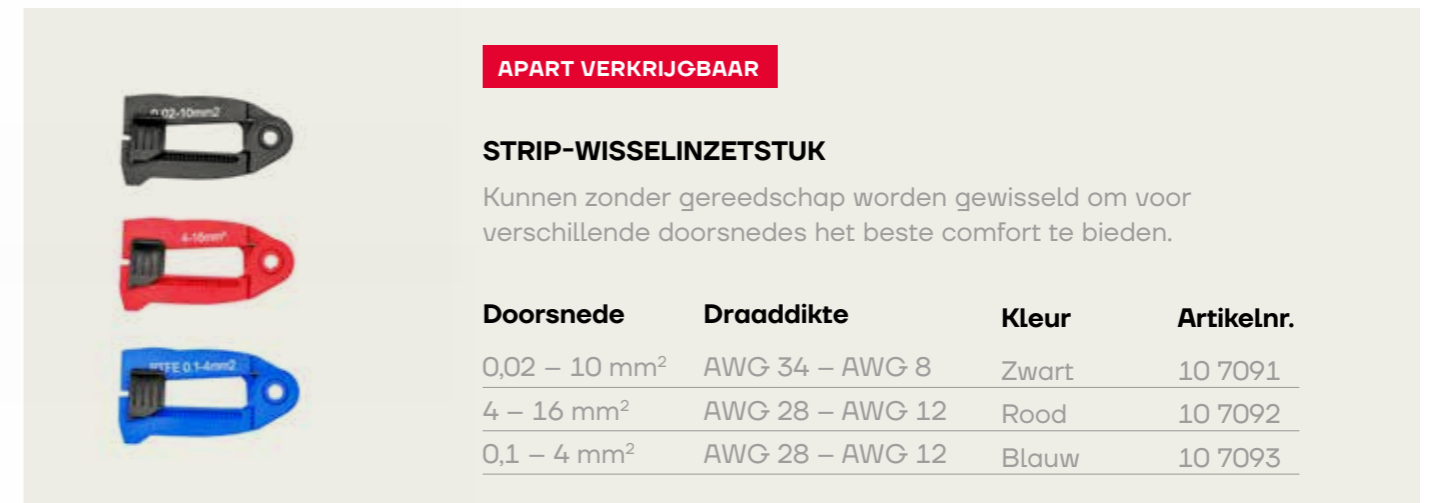 APART VERKRIJGBAAR
0,02-10mm2
STRIP-WISSELINZETSTUK
Kunnen zonder gereedschap worden gewisseld om voor
verschillende doorsnedes het beste comfort te bieden.
4-16mm²
Doorsnede Draaddikte Kleur Artikelnr.
0,02 – 10 mm² AWG 34 – AWG 8 Zwart 10 7091
PTFE 0.1-4mm2
4 – 16 mm² AWG 28 – AWG 12 Rood 10 7092
0,1 – 4 mm² AWG 28 – AWG 12 Blauw 10 7093